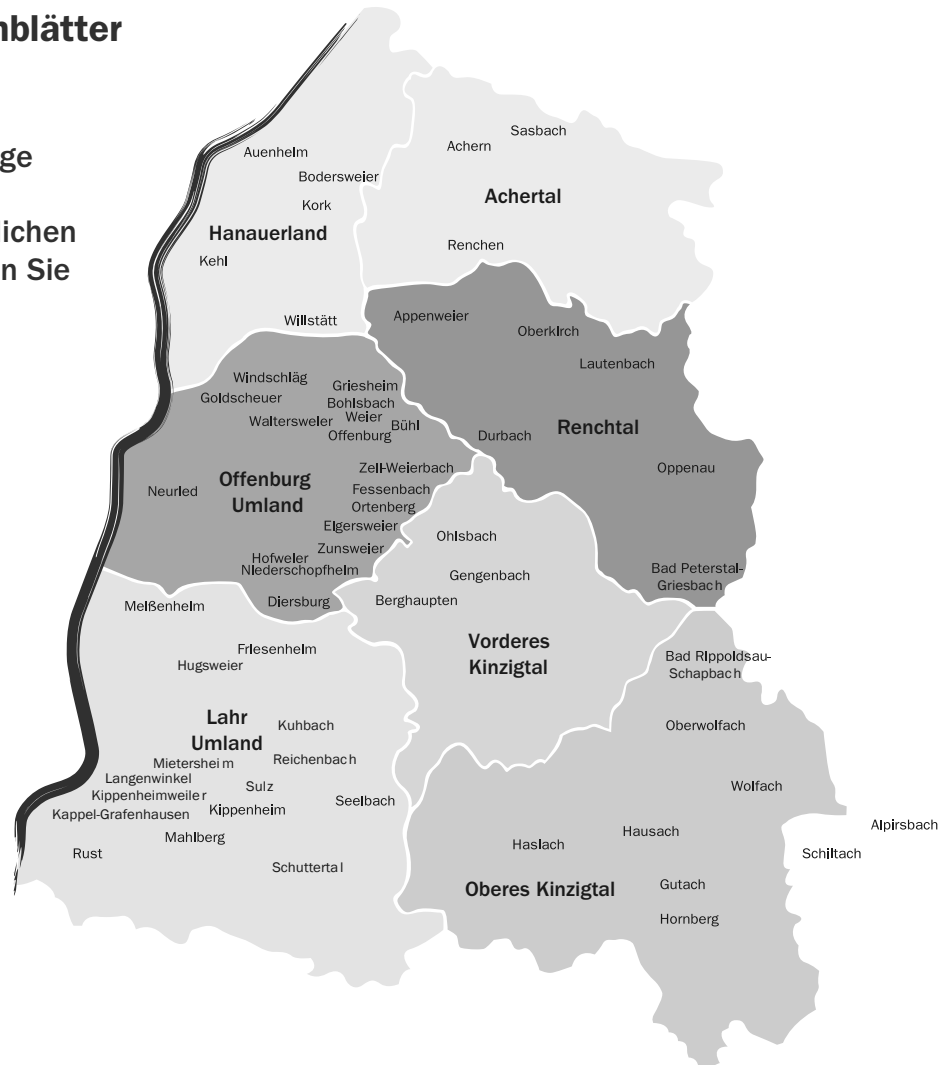 nblätter
ge
lichen
n Sie
Sasbach
Achern
Auenheim
Bodersweier
Achertal
Kork
Hanauerland
Renchen
Kehl
Willstätt
Appenweier
Oberkirch
Lautenbach
Windschläg
Griesheim
Goldscheuer
Bohlsbach
Waltersweier
Weier
Bühl
Offenburg
Durbach
Renchtal
Zell-Weierbach
Oppenau
Offenburg
Umland
Neuried
Fessenbach
Ortenberg
Elgersweier
Ohlsbach
Zunsweier
Hofweier
Niederschopfheim
Gengenbach
Bad Peterstal-
Griesbach
Diersburg
Berghaupten
Meißenheim
Vorderes
Kinzigtal
Friesenheim
Hugsweier
Bad Rippoldsau-
Schapbach
Lahr
Umland
Kuhbach
Oberwolfach
Mietersheim
Reichenbach
Langenwinkel
Sulz
Wolfach
Kippenheimweiler
Seelbach
Kappel-Grafenhausen
Kippenheim
Alpirsbach
Mahlberg
Hausach
Haslach
Rust
Schiltach
Schuttertal
Oberes Kinzigtal
Gutach
Hornberg